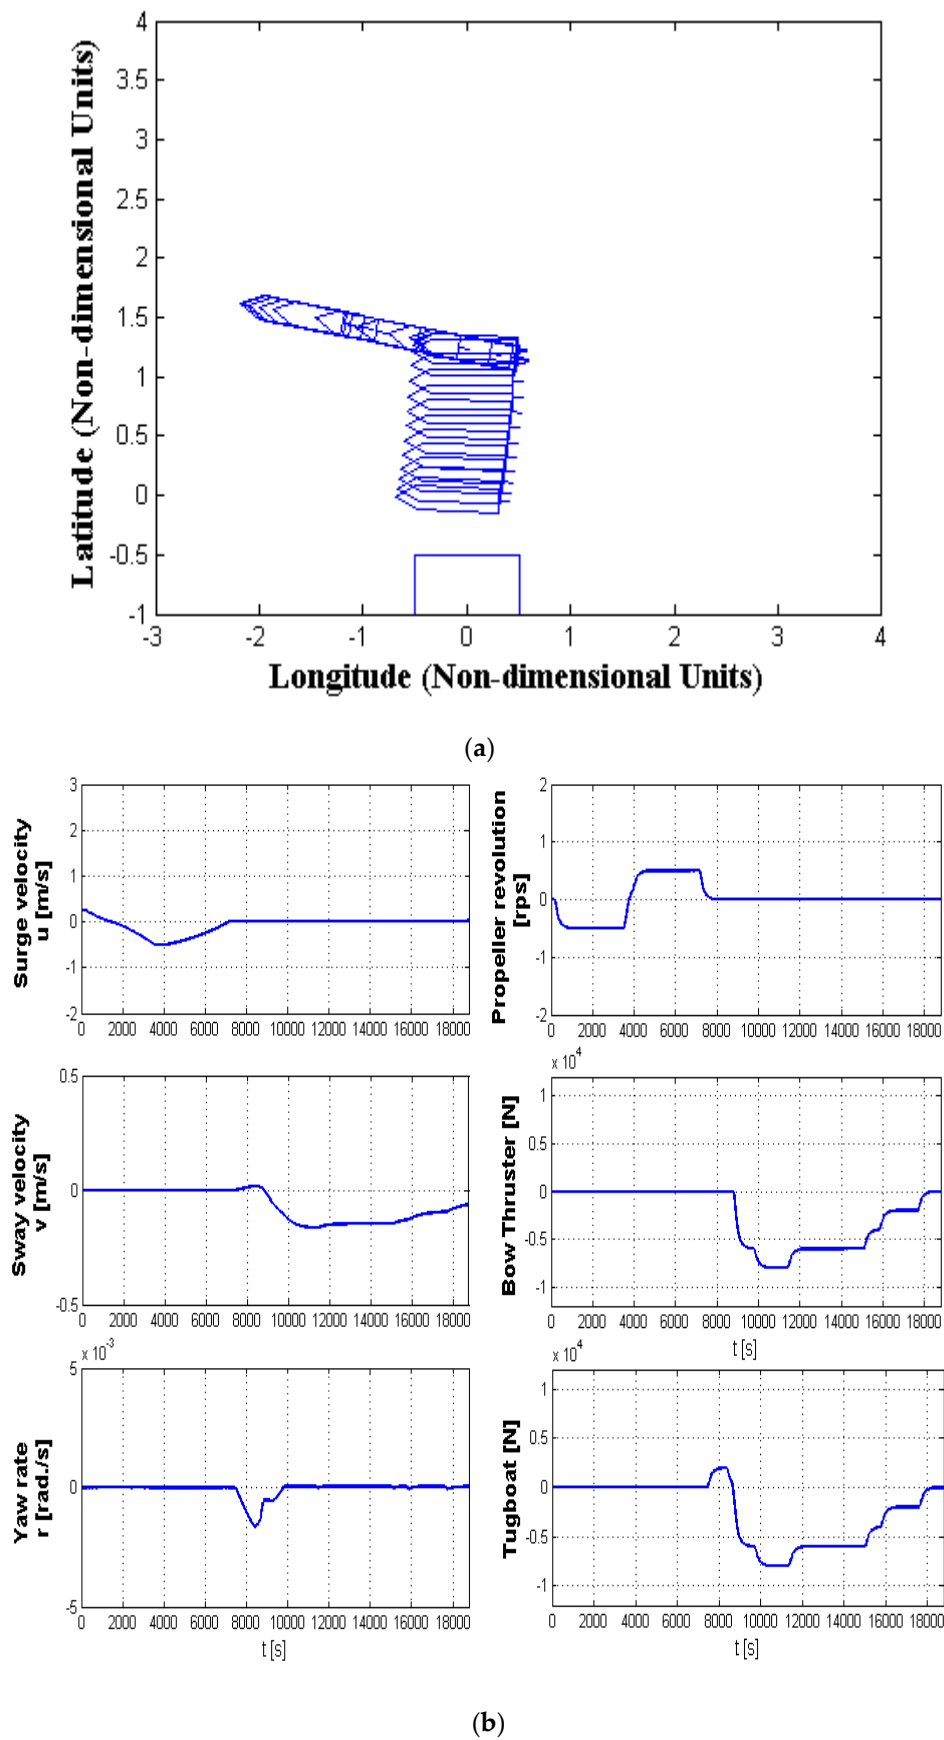 4
3.5
3
2.5
2
1.5
1
0.5
0
-0.5
-1
-3 -2 -1 0 1 2 3 4
Latitude (Non-dimensional Units)
Longitude (Non-dimensional Units)
(a)
Surge velocity
u [m/s]
3
2
1
0
-1
-2
0 2000 4000 6000 8000 10000 12000 14000 16000 18000
Propeller revolution
[rps]
2
1
0
-1
-2
0 2000 4000 6000 8000 10000 12000 14000 16000 18000
Sway velocity
v [m/s]
0.5
0
-0.5
0 2000 4000 6000 8000 10000 12000 14000 16000 18000
x 10^4
Bow Thruster [N]
1
0.5
0
-0.5
-1
0 2000 4000 6000 8000 10000 12000 14000 16000 18000
t [s]
x 10^-3
Yaw rate
r [rad./s]
5
0
-5
0 2000 4000 6000 8000 10000 12000 14000 16000 18000
t [s]
x 10^4
Tugboat [N]
1
0.5
0
-0.5
-1
0 2000 4000 6000 8000 10000 12000 14000 16000 18000
t [s]
(b)